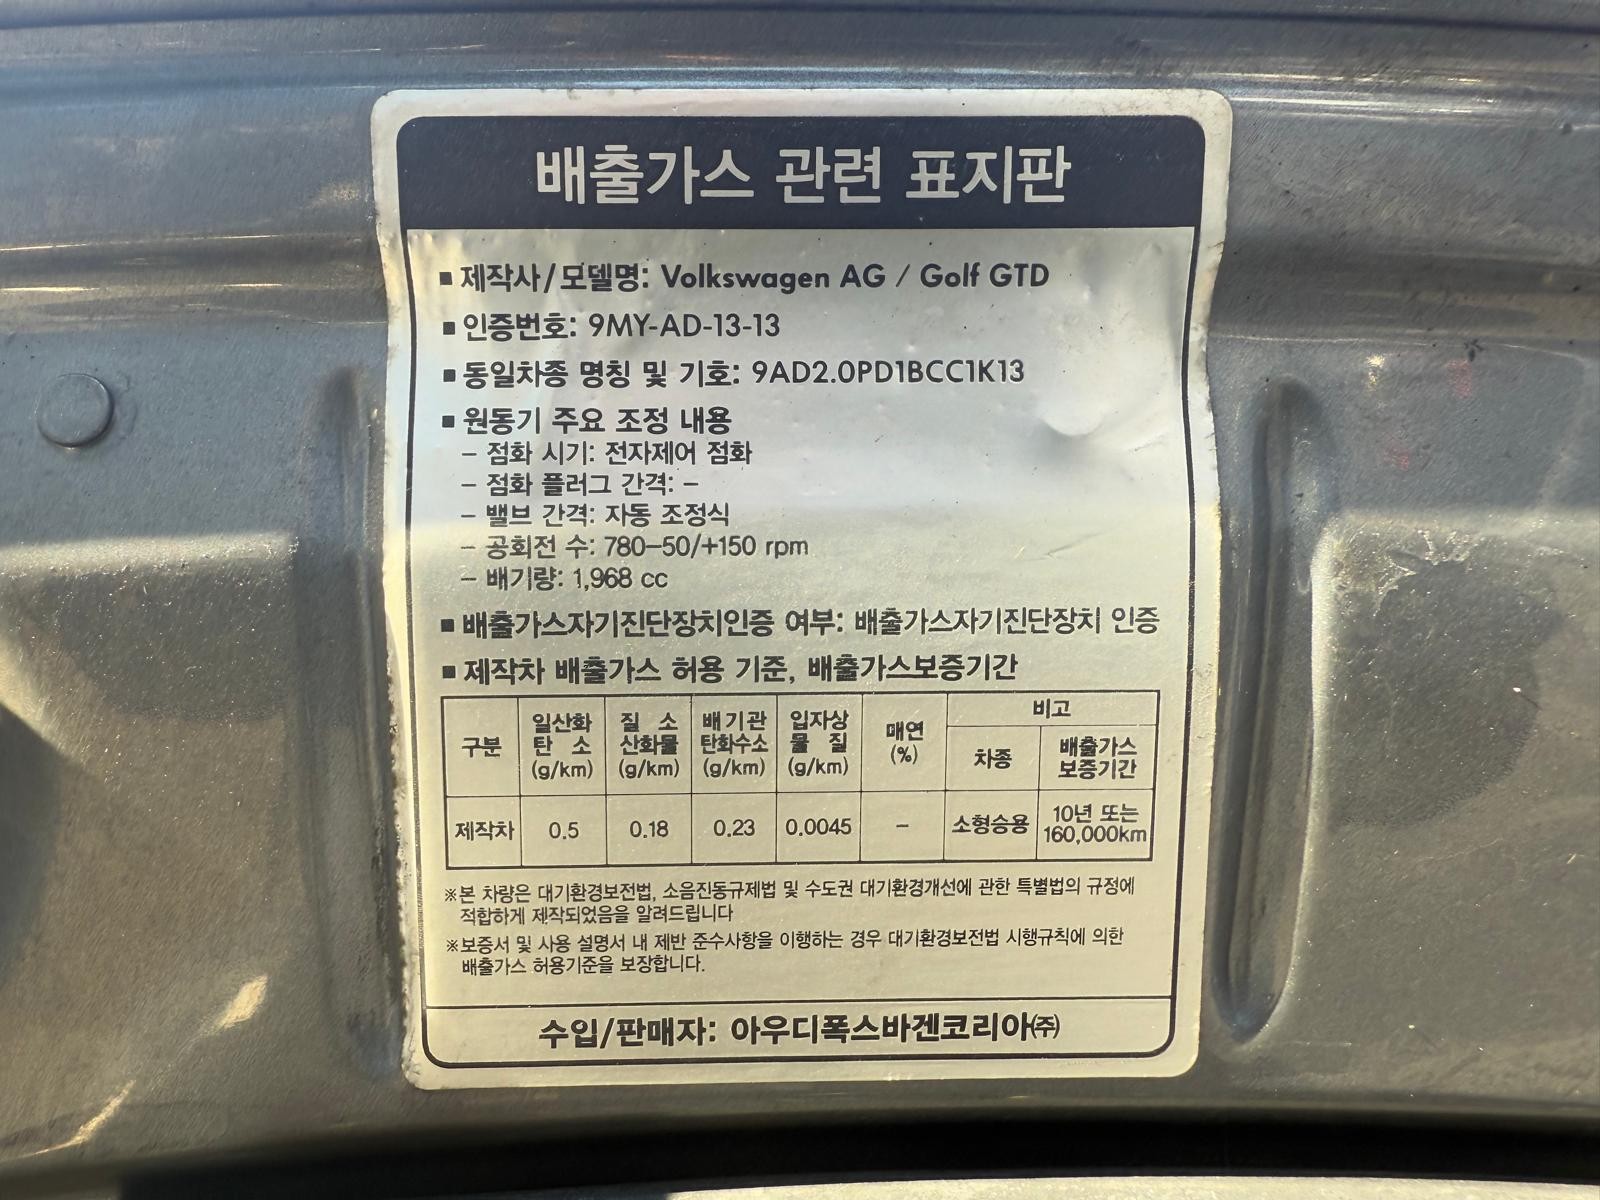 배출가스 관련 표지판
■ 제작사/모델명: Volkswagen AG / Golf GTD
■ 인증번호: 9MY-AD-13-13
■ 동일차종 명칭 및 기호: 9AD2.0PD1BCC1K13
■ 원동기 주요 조정 내용
– 점화 시기: 전자제어 점화
– 점화 플러그 간격: –
– 밸브 간격: 자동 조정식
– 공회전 수: 780–50/+150 rpm
– 배기량: 1,968 cc
■ 배출가스자기진단장치인증 여부: 배출가스자기진단장치 인증
■ 제작차 배출가스 허용 기준, 배출가스보증기간
구분 일산화탄소 (g/km) 질소산화물 (g/km) 배기관탄화수소 (g/km) 입자상물질 (g/km) 매연 (%) 비고 차종 배출가스보증기간
제작차 0.5 0.18 0.23 0.0045 – 소형승용 10년 또는 160,000km
※본 차량은 대기환경보전법, 소음진동규제법 및 수도권 대기환경개선에 관한 특별법의 규정에
적합하게 제작되었음을 알려드립니다
※보증서 및 사용 설명서 내 제반 준수사항을 이행하는 경우 대기환경보전법 시행규칙에 의한
배출가스 허용기준을 보장합니다.
수입/판매자: 아우디폭스바겐코리아㈜